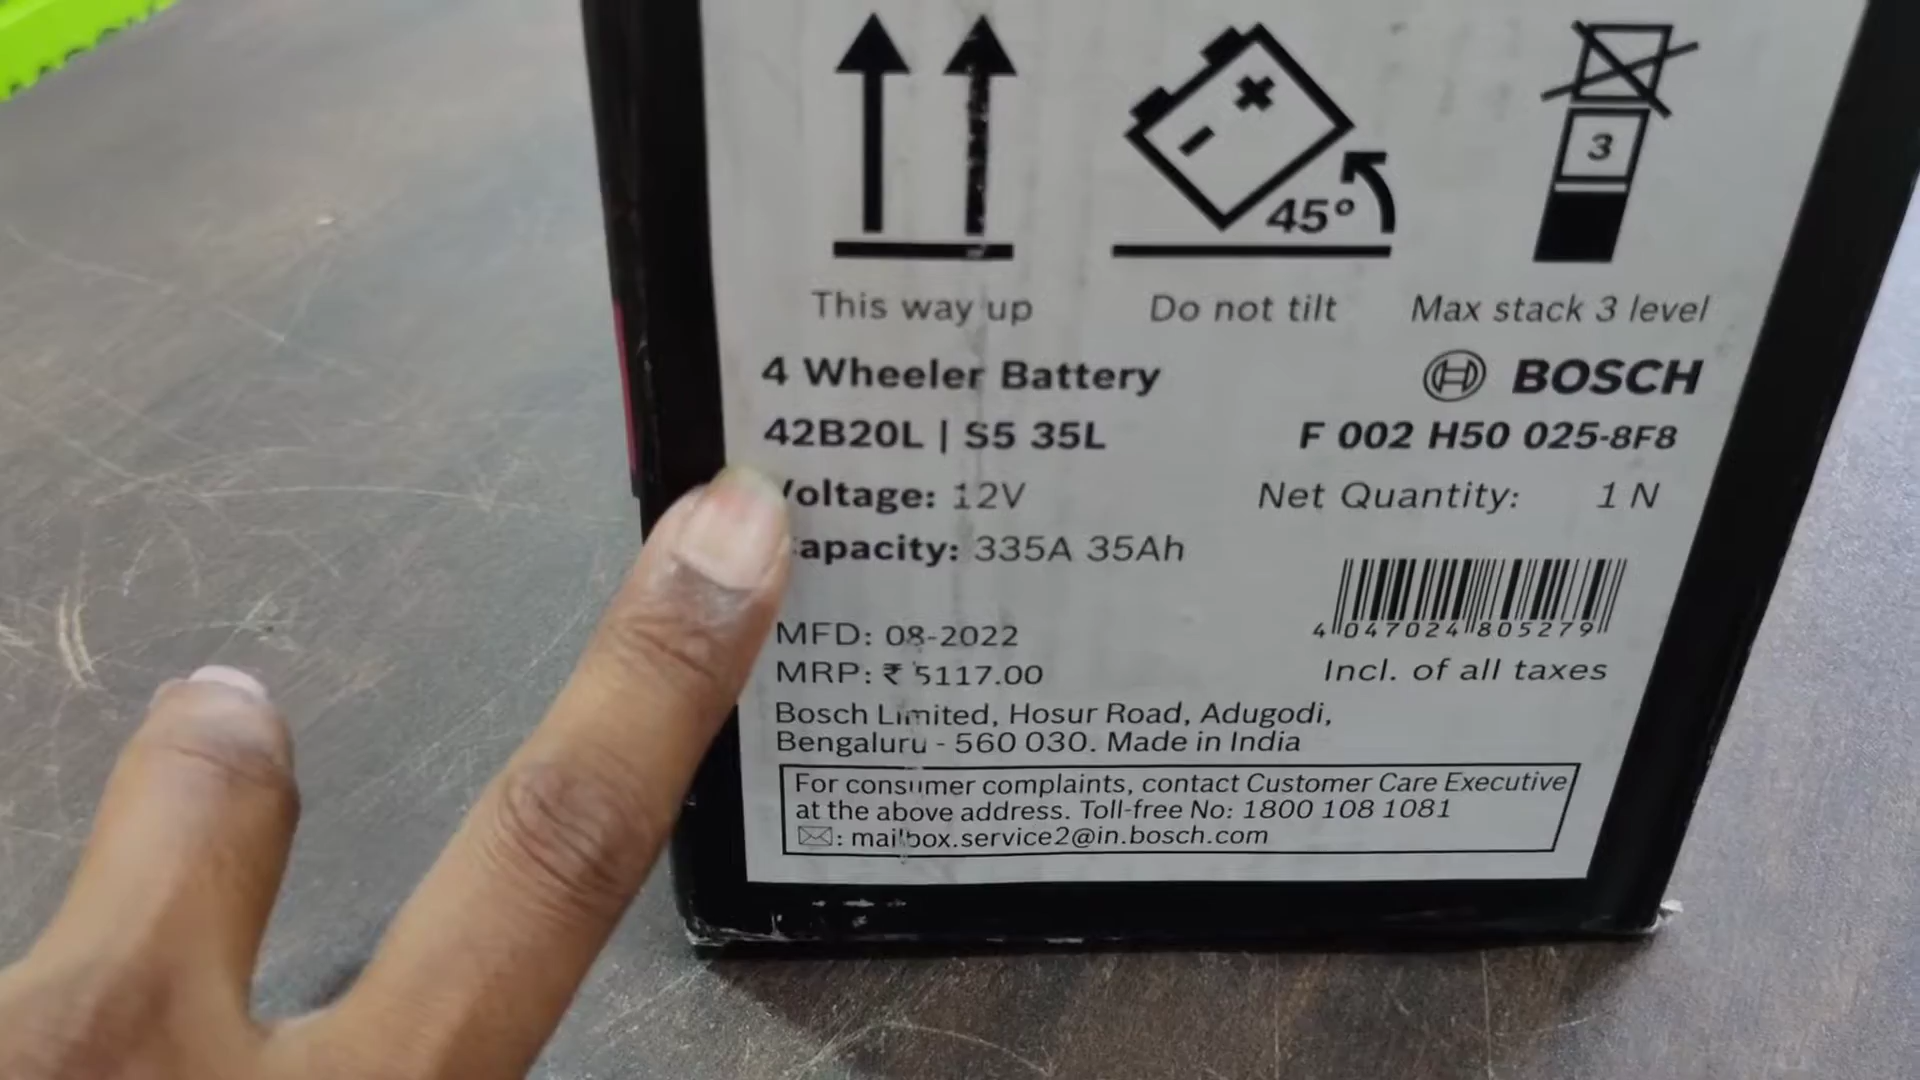 45°
3
This way up
Do not tilt
Max stack 3 level
4 Wheeler Battery
BOSCH
42B20L | S5 35L
F 002 H50 025-8F8
Voltage: 12V
Net Quantity: 1 N
Capacity: 335A 35Ah
4 047024 805279
MFD: 08-2022
MRP: ₹ 5117.00
Incl. of all taxes
Bosch Limited, Hosur Road, Adugodi,
Bengaluru - 560 030. Made in India
For consumer complaints, contact Customer Care Executive
at the above address. Toll-free No: 1800 108 1081
: mailbox.service2@in.bosch.com